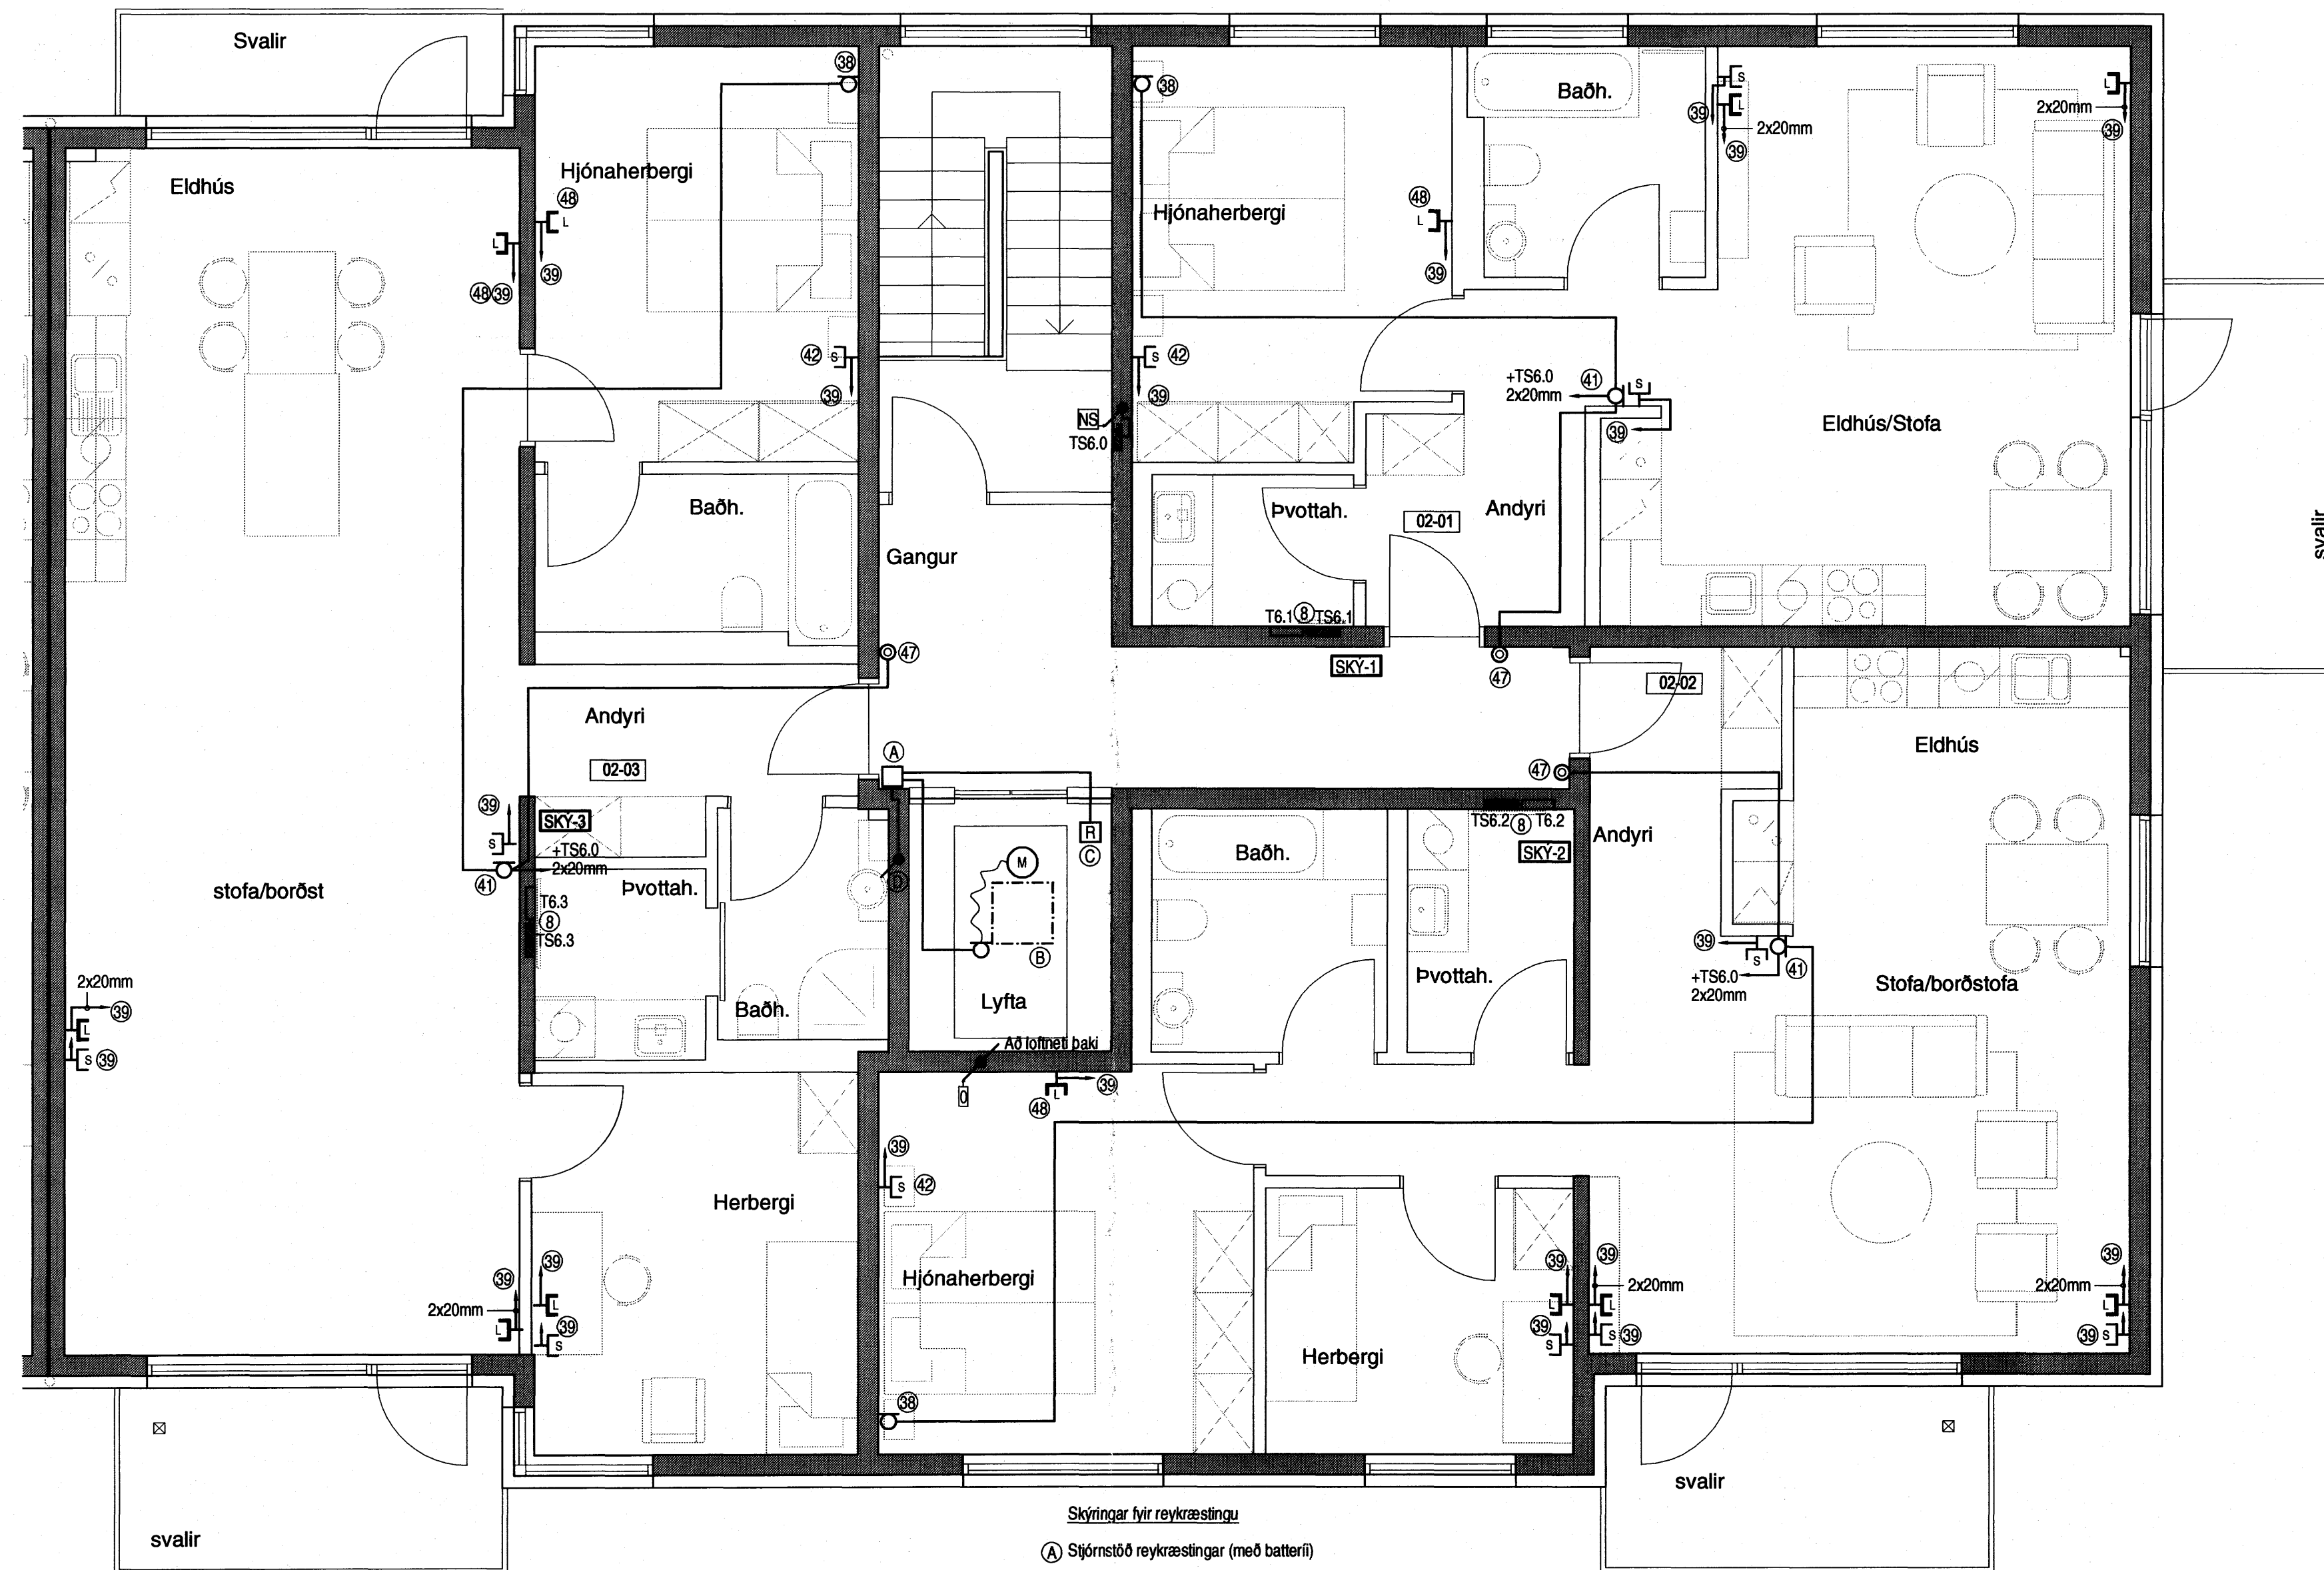 Svalir
Eldhús
Hjónaherbergi
38
48
L
39
L
48 39
42 S
39
Baðh.
Gangur
47
Andyri
02-03
39
S
SKÝ-3
+TS6.0
2x20mm
41
T6.3
8
TS6.3
Þvottah.
Baðh.
stofa/borðst
2x20mm
39
L
S 39
39
2x20mm
L
39
L
39
S
Herbergi
svalir
38
Hjónaherbergi
48
L
39
S 42
39
NS
TS6.0
Baðh.
S
39
L
2x20mm
39
L
2x20mm
39
+TS6.0
2x20mm
41
S
39
Eldhús/Stofa
Þvottah.
02-01
Andyri
T6.1 8 TS6.1
SKÝ-1
47
svalir
02-02
47
Eldhús
A
R
C
M
B
D
Lyfta
Að loftneti þaki
0
Baðh.
TS6.2 8 T6.2
SKÝ-2
Andyri
Þvottah.
39
S
41
+TS6.0
2x20mm
Stofa/borðstofa
48
L
39
39
S 42
Hjónaherbergi
38
Herbergi
39
L
39
S
39
2x20mm
L
S 39
39
2x20mm
L
39 S
svalir
Skýringar fyir reykræstingu
A Stjórnstöð reykræstingar (með batteríi)